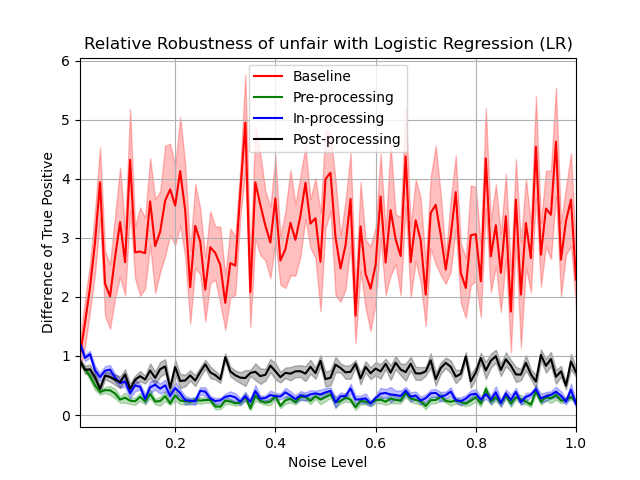 Relative Robustness of unfair with Logistic Regression (LR)
6
5
4
3
2
1
0
Difference of True Positive
Baseline
Pre-processing
In-processing
Post-processing
0.2
0.4
0.6
0.8
1.0
Noise Level